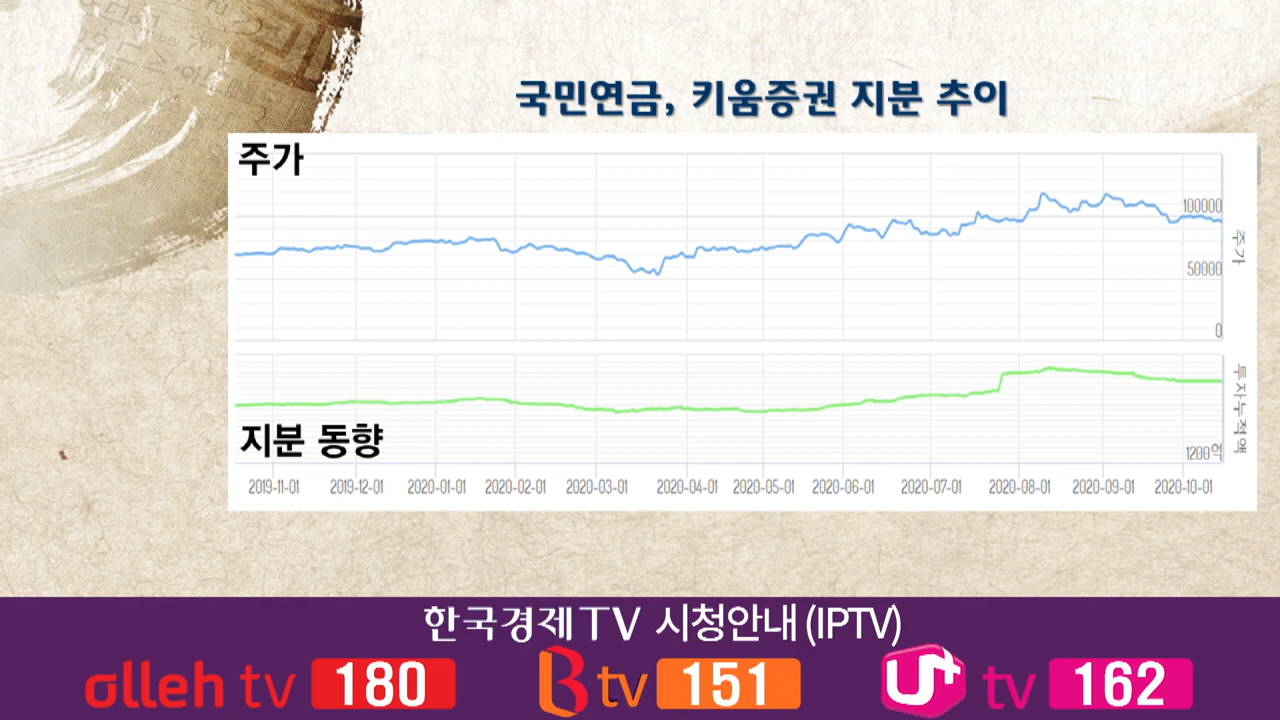 국민연금, 키움증권 지분 추이
주가
100000
50000
0
주가
지분 동향
1200억
투자누적액
2019-11-01 2019-12-01 2020-01-01 2020-02-01 2020-03-01 2020-04-01 2020-05-01 2020-06-01 2020-07-01 2020-08-01 2020-09-01 2020-10-01
한국경제TV 시청안내(IPTV)
olleh tv 180 B tv 151 U+ tv 162